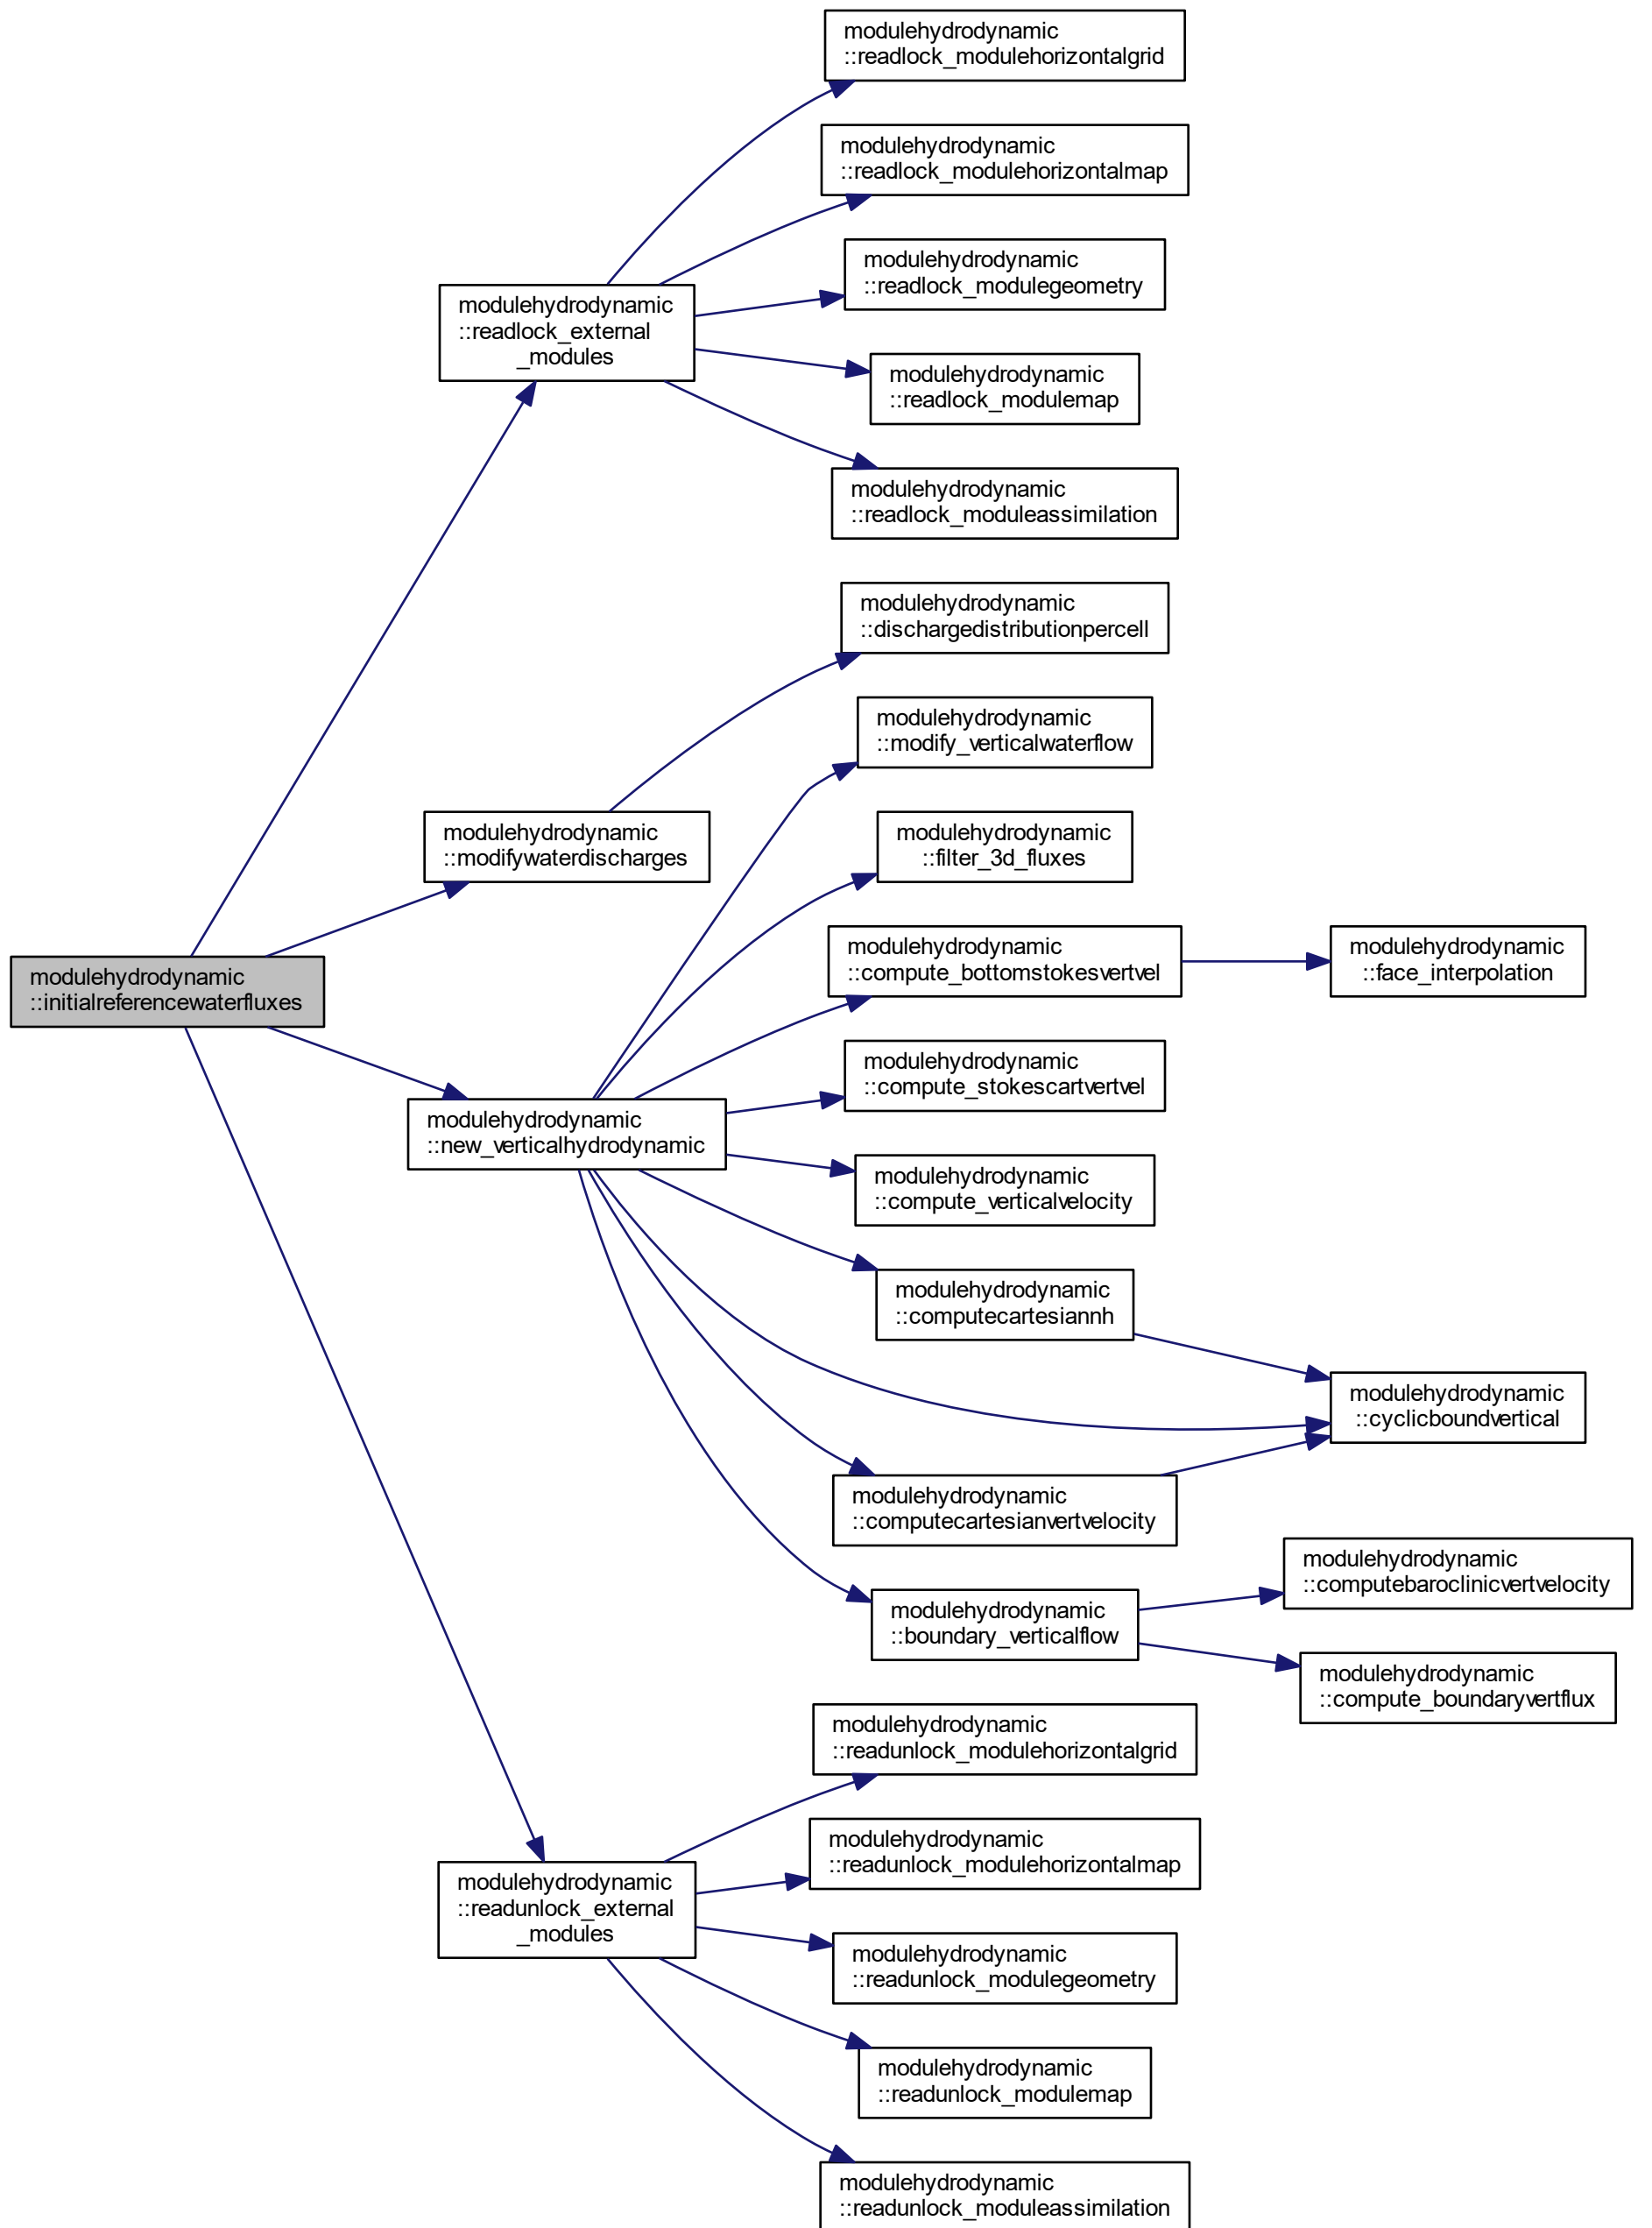 modulehydrodynamic
::readlock_modulehorizontalgrid
modulehydrodynamic
::readlock_modulehorizontalmap
modulehydrodynamic
::readlock_modulegeometry
modulehydrodynamic
::readlock_external
_modules
modulehydrodynamic
::readlock_modulemap
modulehydrodynamic
::readlock_moduleassimilation
modulehydrodynamic
::dischargedistributionpercell
modulehydrodynamic
::modify_verticalwaterflow
modulehydrodynamic
::modifywaterdischarges
modulehydrodynamic
::filter_3d_fluxes
modulehydrodynamic
::compute_bottomstokesvertvel
modulehydrodynamic
::face_interpolation
modulehydrodynamic
::initialreferencewaterfluxes
modulehydrodynamic
::compute_stokescartvertvel
modulehydrodynamic
::new_verticalhydrodynamic
modulehydrodynamic
::compute_verticalvelocity
modulehydrodynamic
::computecartesiannh
modulehydrodynamic
::cyclicboundvertical
modulehydrodynamic
::computecartesianvertvelocity
modulehydrodynamic
::computebaroclinicvertvelocity
modulehydrodynamic
::boundary_verticalflow
modulehydrodynamic
::compute_boundaryvertflux
modulehydrodynamic
::readunlock_modulehorizontalgrid
modulehydrodynamic
::readunlock_modulehorizontalmap
modulehydrodynamic
::readunlock_external
_modules
modulehydrodynamic
::readunlock_modulegeometry
modulehydrodynamic
::readunlock_modulemap
modulehydrodynamic
::readunlock_moduleassimilation